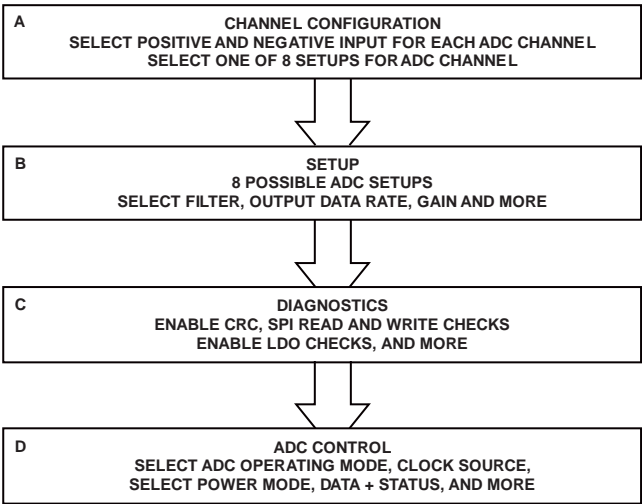 A
CHANNEL CONFIGURATION
SELECT POSITIVE AND NEGATIVE INPUT FOR EACH ADC CHANNEL
SELECT ONE OF 8 SETUPS FOR ADC CHANNEL
B
SETUP
8 POSSIBLE ADC SETUPS
SELECT FILTER, OUTPUT DATA RATE, GAIN AND MORE
C
DIAGNOSTICS
ENABLE CRC, SPI READ AND WRITE CHECKS
ENABLE LDO CHECKS, AND MORE
D
ADC CONTROL
SELECT ADC OPERATING MODE, CLOCK SOURCE,
SELECT POWER MODE, DATA + STATUS, AND MORE